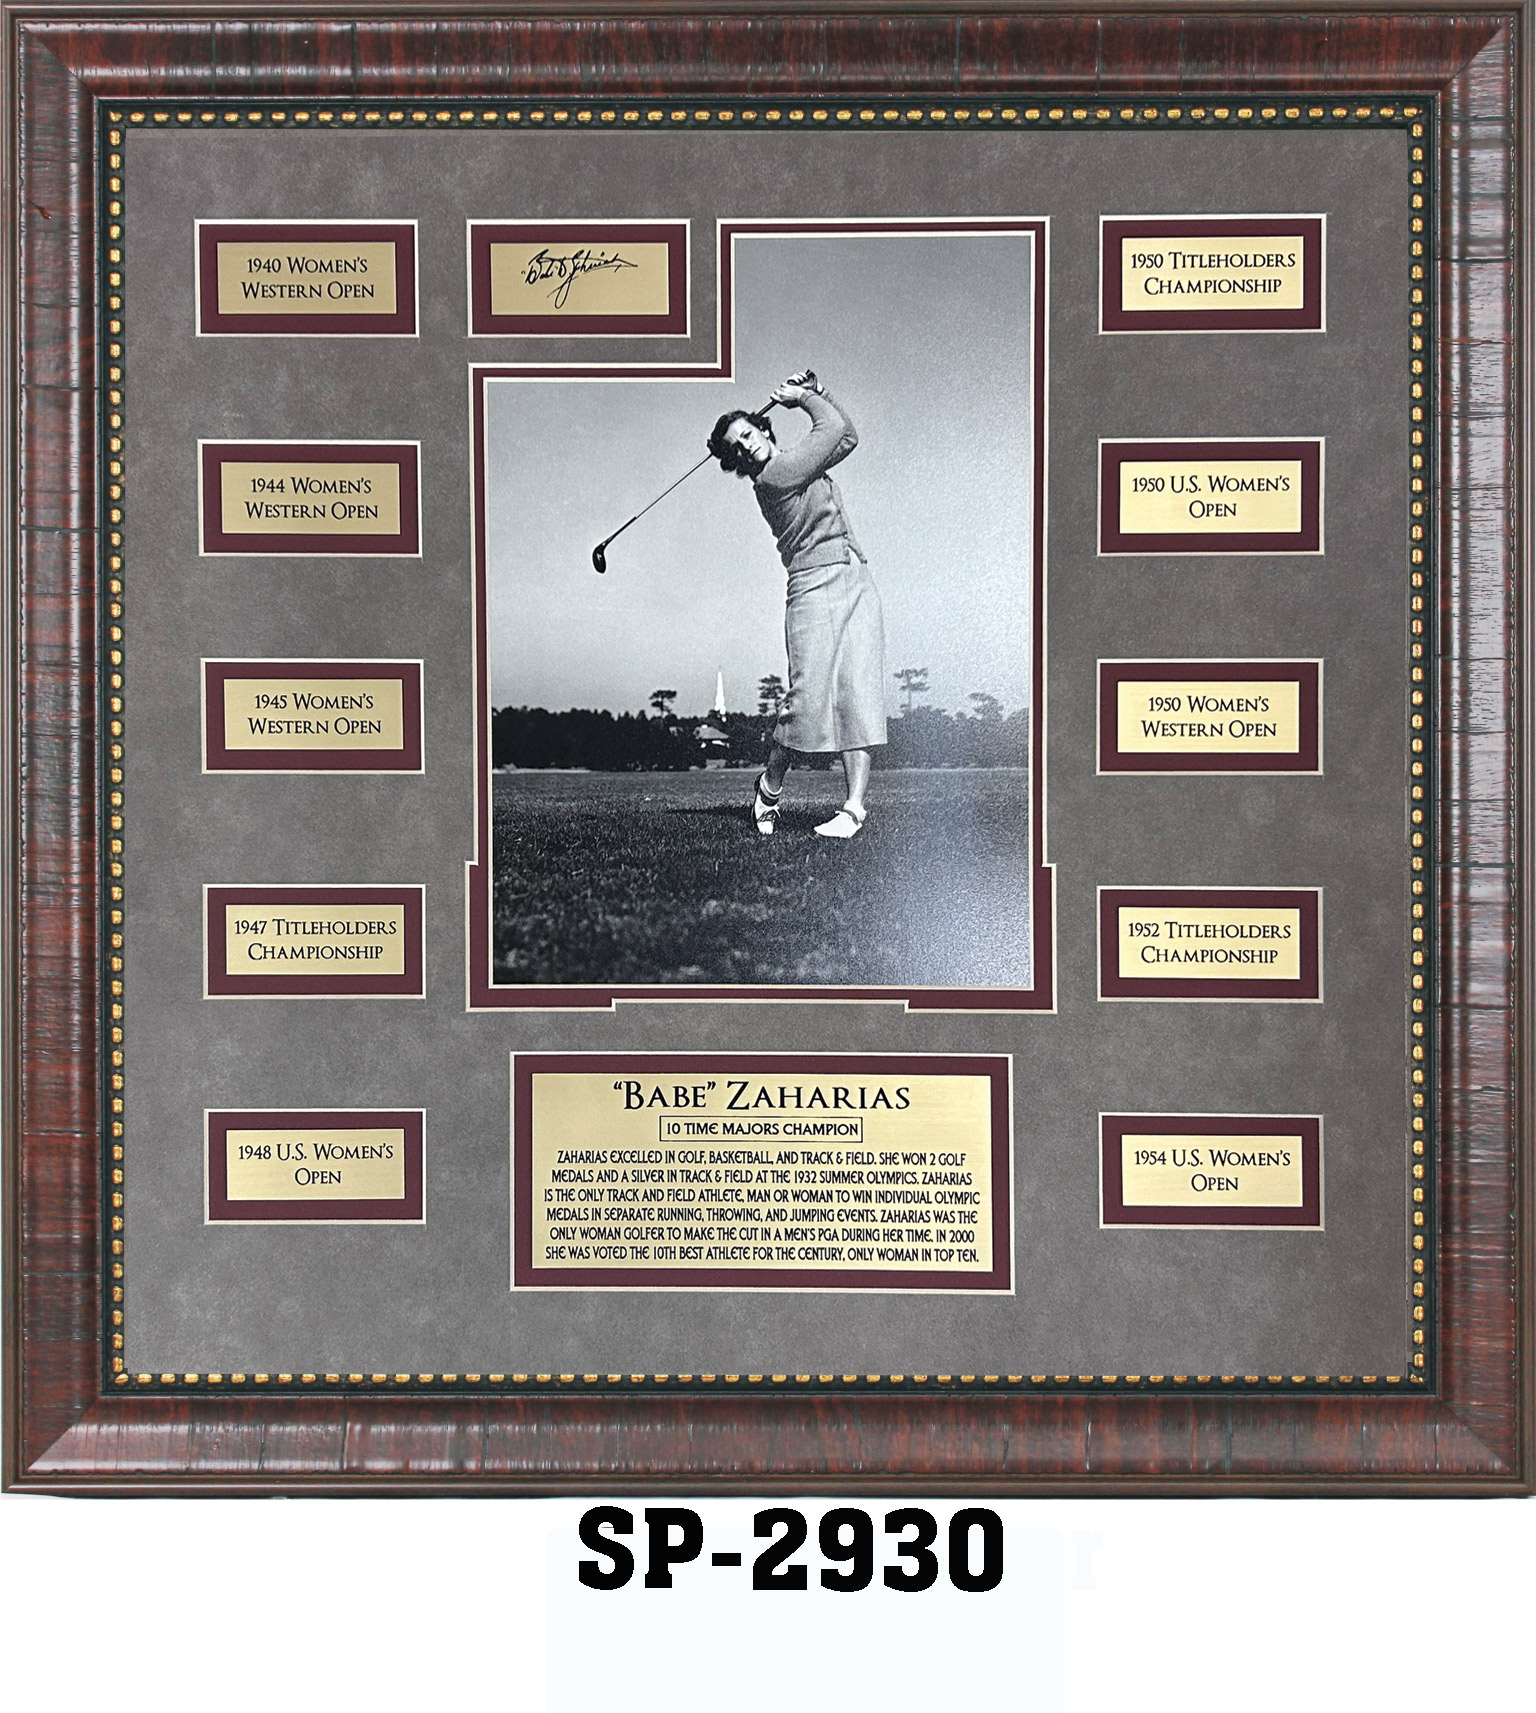 1940 WOMEN'S
WESTERN OPEN
1944 WOMEN'S
WESTERN OPEN
1945 WOMEN'S
WESTERN OPEN
1947 TITLEHOLDERS
CHAMPIONSHIP
1948 U.S. WOMEN'S
OPEN
1950 TITLEHOLDERS
CHAMPIONSHIP
1950 U.S. WOMEN'S
OPEN
1950 WOMEN'S
WESTERN OPEN
1952 TITLEHOLDERS
CHAMPIONSHIP
1954 U.S. WOMEN'S
OPEN
"BABE" ZAHARIAS
10 TIME MAJORS CHAMPION
ZAHARIAS EXCELLED IN GOLF, BASKETBALL, AND TRACK & FIELD. SHE WON 2 GOLF
MEDALS AND A SILVER IN TRACK & FIELD AT THE 1932 SUMMER OLYMPICS. ZAHARIAS
IS THE ONLY TRACK AND FIELD ATHLETE, MAN OR WOMAN TO WIN INDIVIDUAL OLYMPIC
MEDALS IN SEPARATE RUNNING, THROWING, AND JUMPING EVENTS. ZAHARIAS WAS THE
ONLY WOMAN GOLFER TO MAKE THE CUT IN A MEN'S PGA DURING HER TIME. IN 2000
SHE WAS VOTED THE 10TH BEST ATHLETE FOR THE CENTURY, ONLY WOMAN IN TOP TEN.
SP-2930